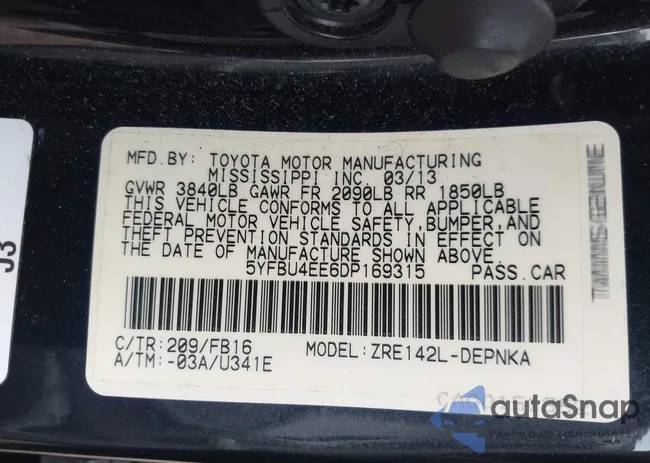 MFD.BY: TOYOTA MOTOR MANUFACTURING
MISSISSIPPI INC. 03/13
GVWR 3840LB GAWR FR 2090LB RR 1850LB
THIS VEHICLE CONFORMS TO ALL APPLICABLE
FEDERAL MOTOR VEHICLE SAFETY,BUMPER,AND
THEFT PREVENTION STANDARDS IN EFFECT ON
THE DATE OF MANUFACTURE SHOWN ABOVE.
5YFBU4EE6DP169315 PASS.CAR
C/TR:209/FB16 MODEL:ZRE142L-DEPNKA
A/TM:-03A/U341E
J3
autaSnap